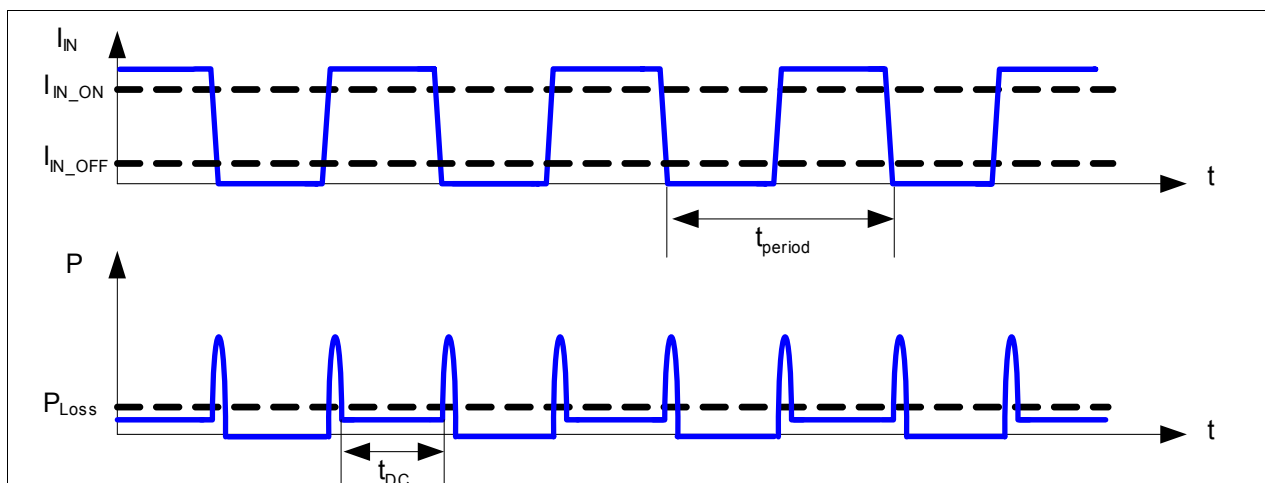 I_IN
I_IN_ON
I_IN_OFF
t
t_period
P
P_Loss
t
t_DC